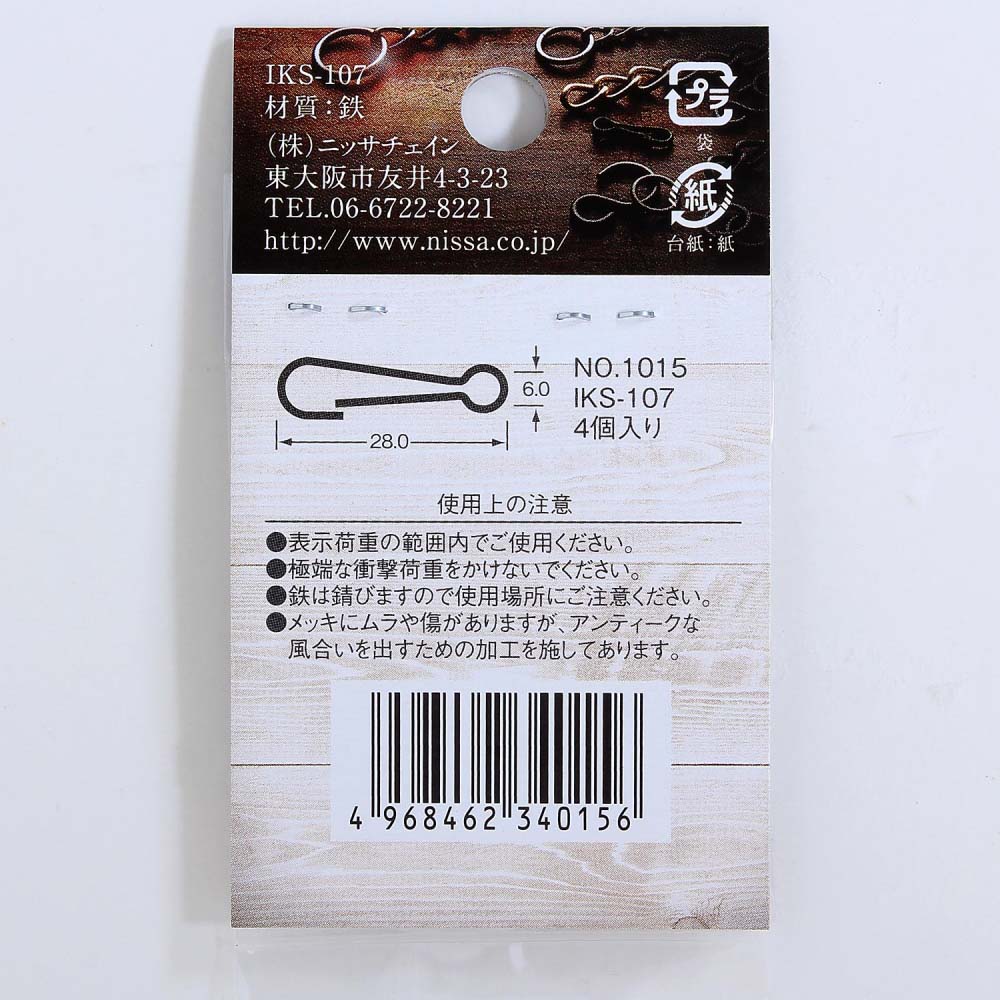 IKS-107
材質：鉄
（株）ニッサチェイン
東大阪市友井4-3-23
TEL.06-6722-8221
http://www.nissa.co.jp/
プラ
袋
紙
台紙：紙
6.0
28.0
NO.1015
IKS-107
4個入り
使用上の注意
●表示荷重の範囲内でご使用ください。
●極端な衝撃荷重をかけないでください。
●鉄は錆びますので使用場所にご注意ください。
●メッキにムラや傷がありますが、アンティークな
風合いを出すための加工を施してあります。
4 968462 340156